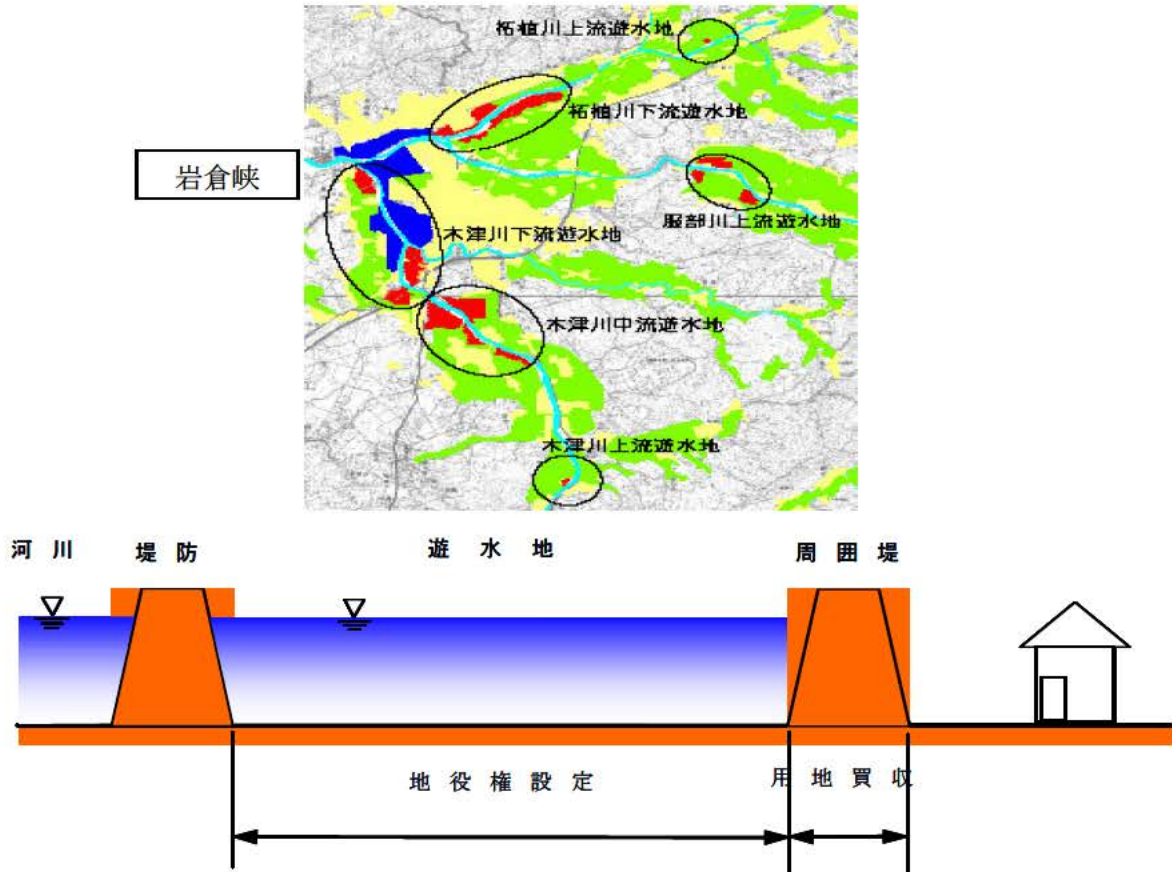 柘植川上流遊水地
柘植川下流遊水地
岩倉峡
服部川上流遊水地
木津川下流遊水地
木津川中流遊水地
木津川上流遊水地
河川 堤防 遊水地 周囲堤
地役権設定 用地買収